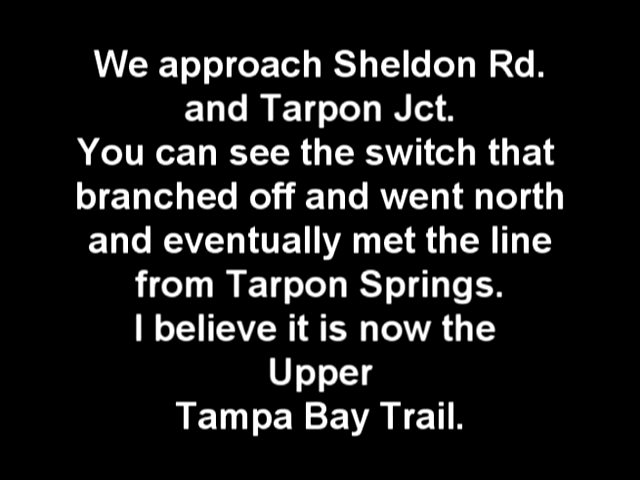 We approach Sheldon Rd.
and Tarpon Jct.
You can see the switch that
branched off and went north
and eventually met the line
from Tarpon Springs.
I believe it is now the
Upper
Tampa Bay Trail.